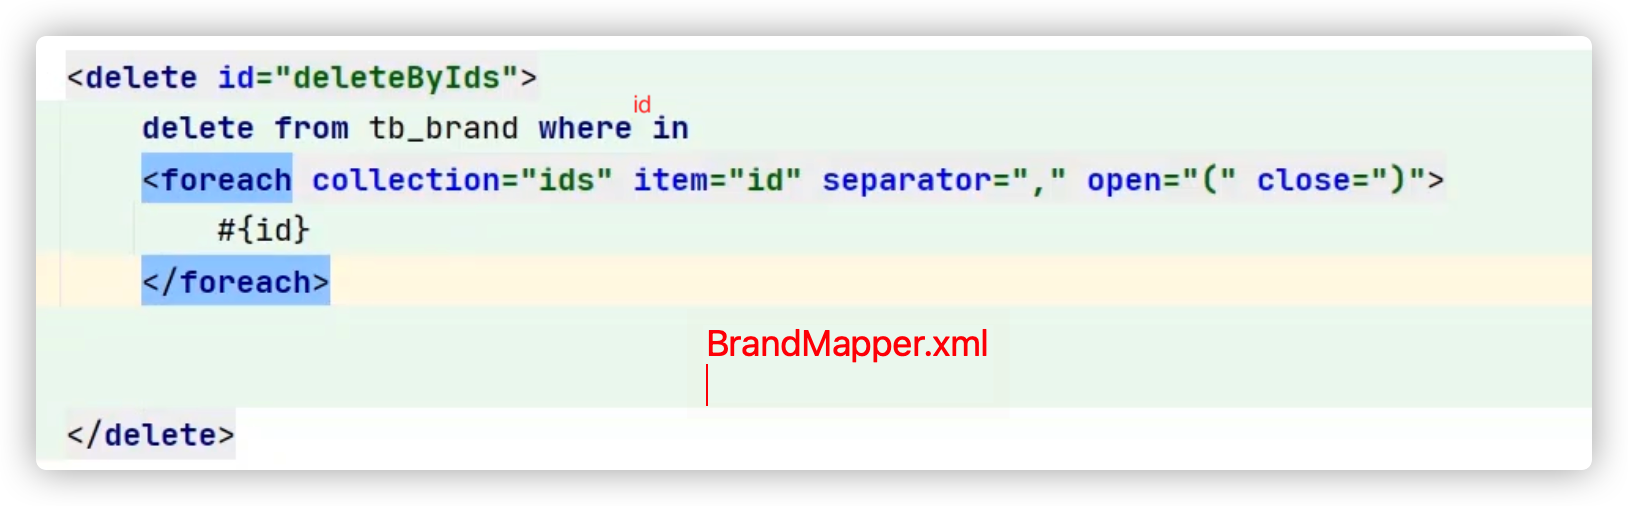 <delete id="deleteByIds">
id
delete from tb_brand where in
<foreach collection="ids" item="id" separator="," open="(" close=")">
#{id}
</foreach>
BrandMapper.xml
</delete>